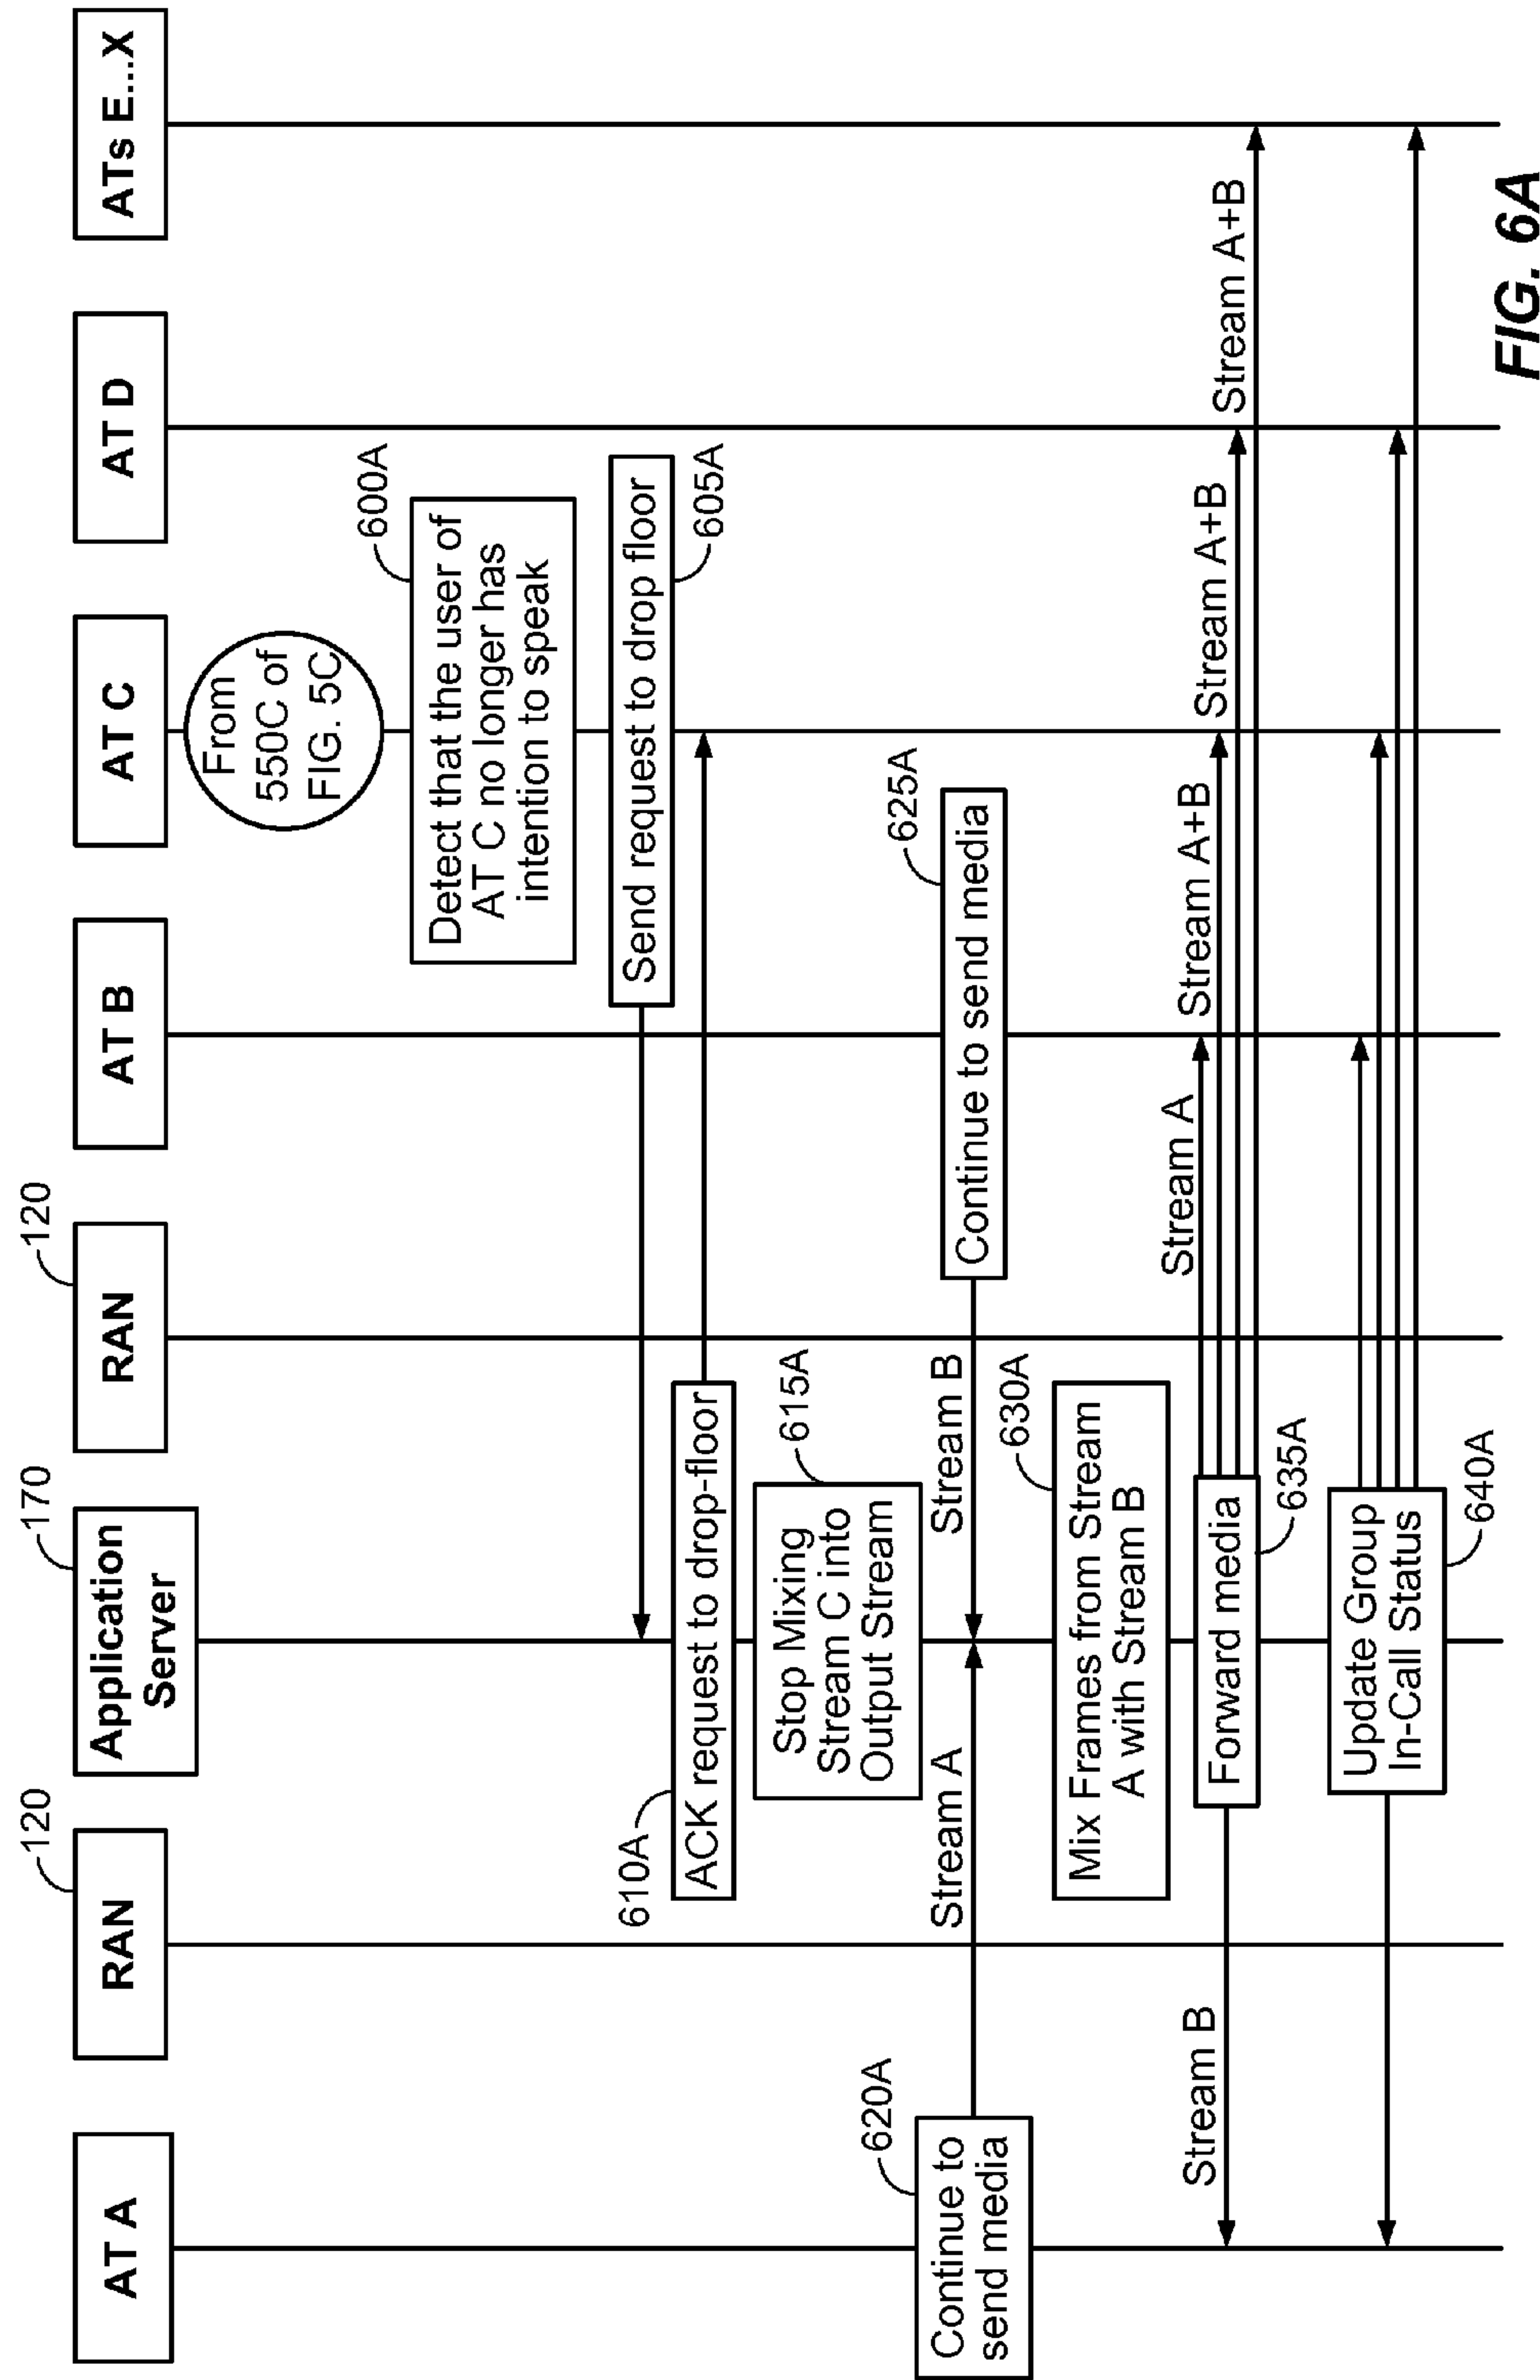 AT A
RAN
120
Application
Server
170
RAN
120
AT B
AT C
AT D
ATs E...X
From
550C of
FIG. 5C
Detect that the user of
AT C no longer has
intention to speak
600A
Send request to drop floor
605A
610A
ACK request to drop-floor
Stop Mixing
Stream C into
Output Stream
615A
Continue to
send media
620A
Stream A
Stream B
Continue to send media
625A
Mix Frames from Stream
A with Stream B
630A
Stream B
Forward media
635A
Stream A
Stream A+B
Stream A+B
Stream A+B
Update Group
In-Call Status
640A
FIG. 6A